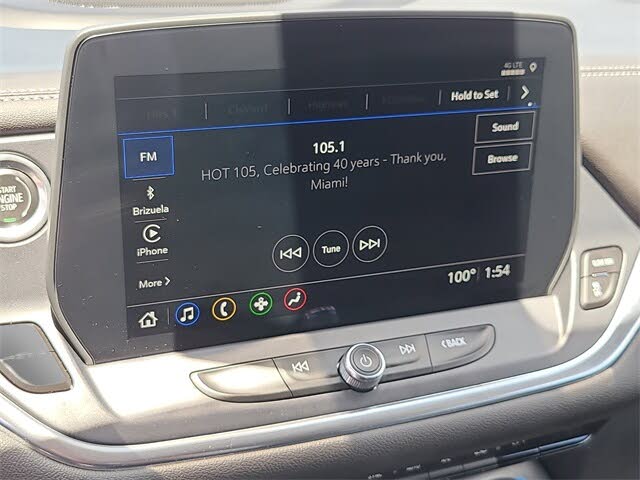 4G LTE
Hold to Set
Sound
Browse
FM
105.1
HOT 105, Celebrating 40 years - Thank you,
Miami!
Brizuela
iPhone
Tune
More
100° 1:54
START
ENGINE
STOP
BACK